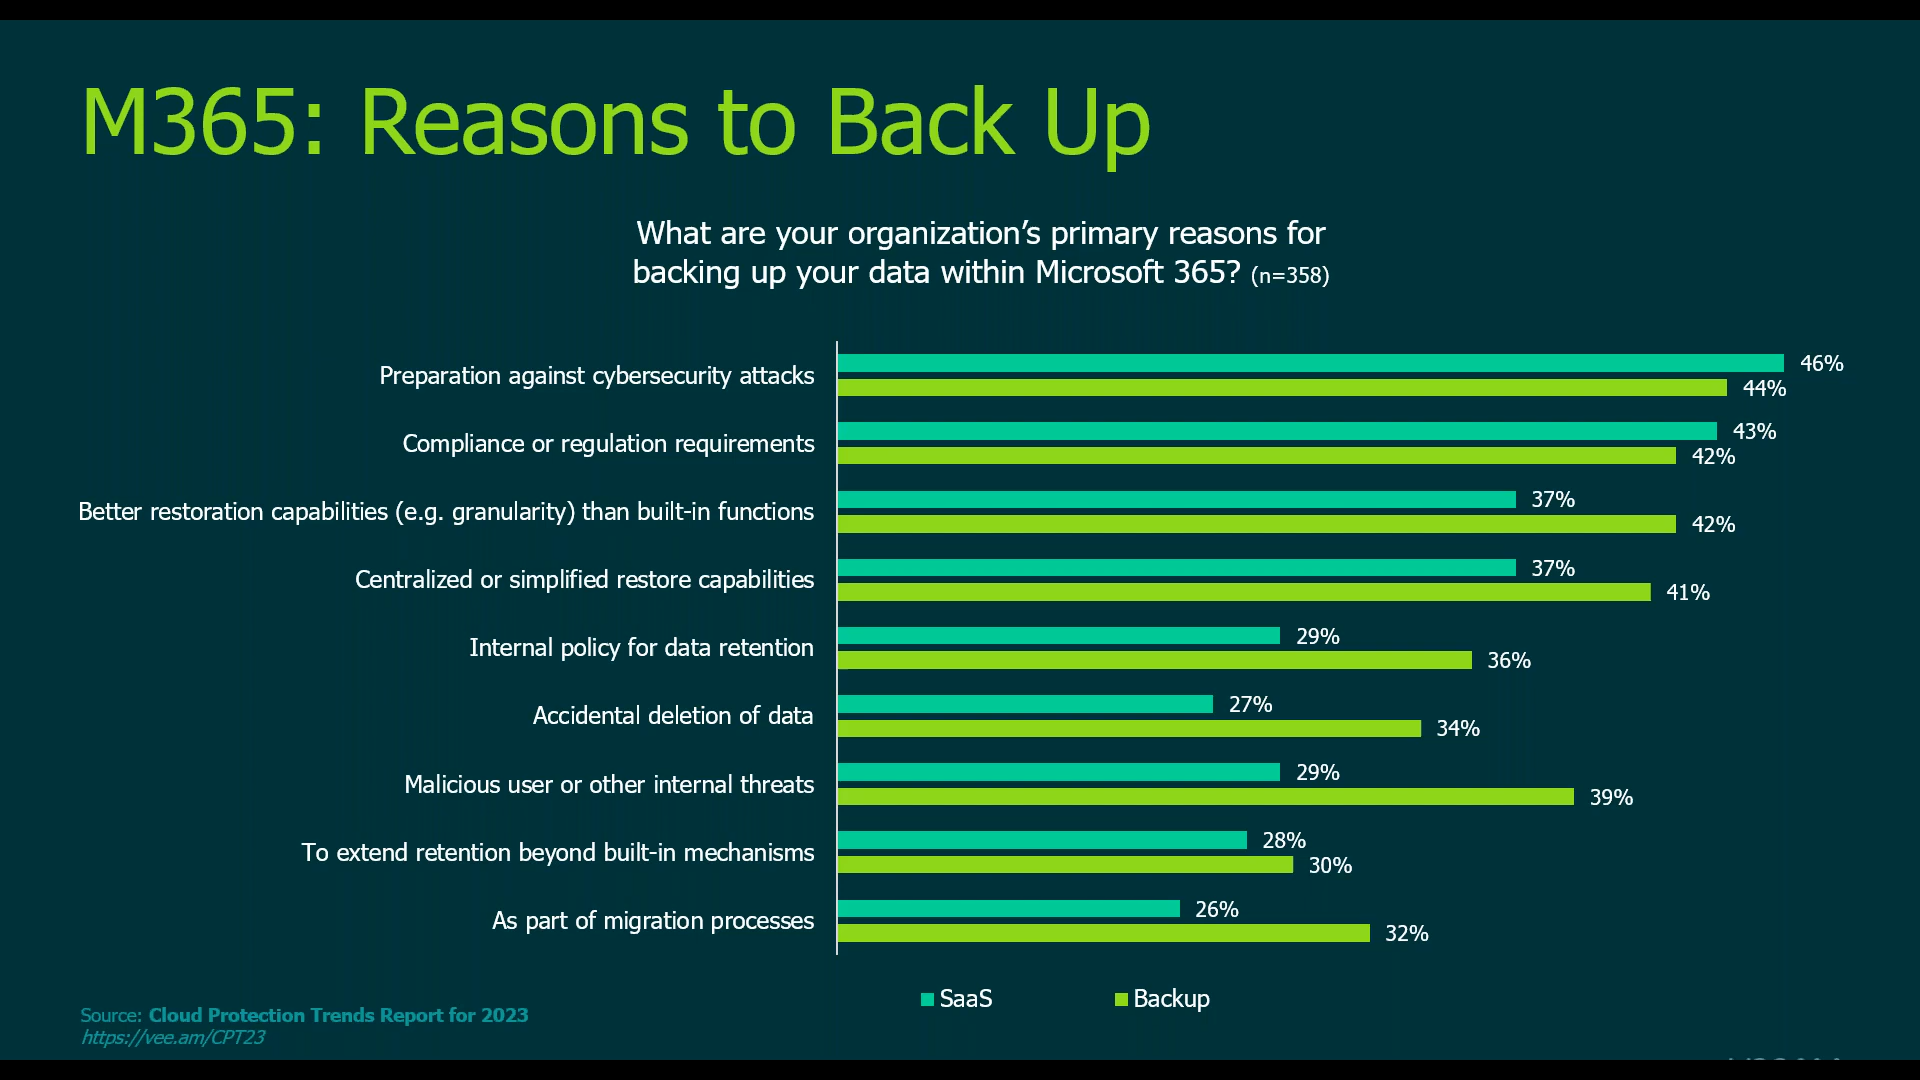 M365: Reasons to Back Up
What are your organization’s primary reasons for
backing up your data within Microsoft 365? (n=358)
Preparation against cybersecurity attacks
46%
44%
Compliance or regulation requirements
43%
42%
Better restoration capabilities (e.g. granularity) than built-in functions
37%
42%
Centralized or simplified restore capabilities
37%
41%
Internal policy for data retention
29%
36%
Accidental deletion of data
27%
34%
Malicious user or other internal threats
29%
39%
To extend retention beyond built-in mechanisms
28%
30%
As part of migration processes
26%
32%
SaaS
Backup
Source: Cloud Protection Trends Report for 2023
https://vee.am/CPT23